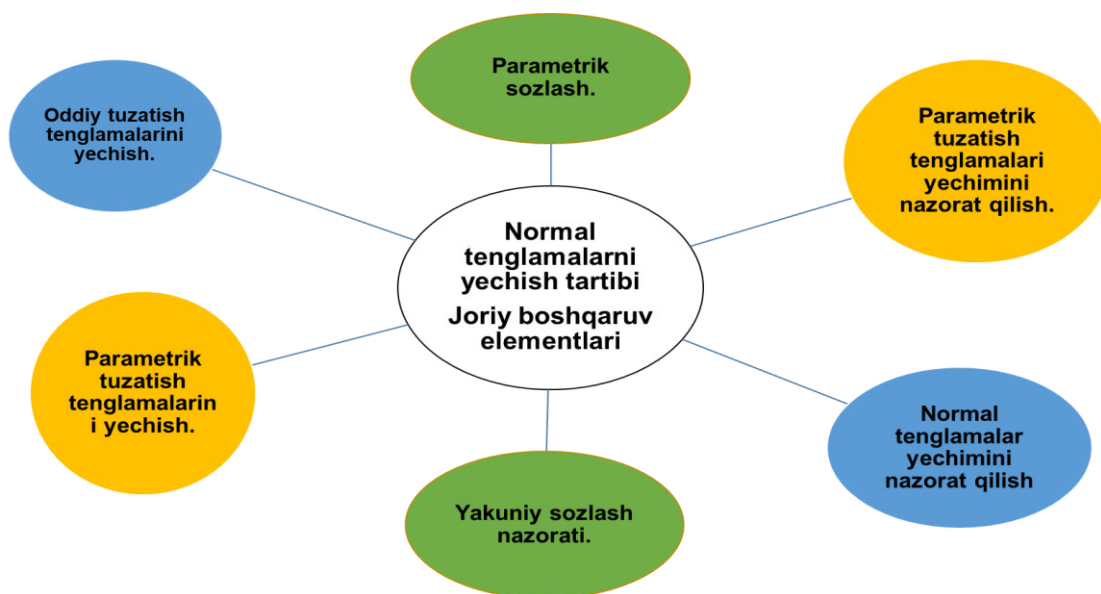 Parametrik
sozlash.
Oddiy tuzatish
tenglamalarini
yechish.
Parametrik
tuzatish
tenglamalari
yechimini
nazorat qilish.
Normal
tenglamalarni
yechish tartibi
Joriy boshqaruv
elementlari
Parametrik
tuzatish
tenglamalarin
i yechish.
Normal
tenglamalar
yechimini
nazorat qilish
Yakuniy sozlash
nazorati.